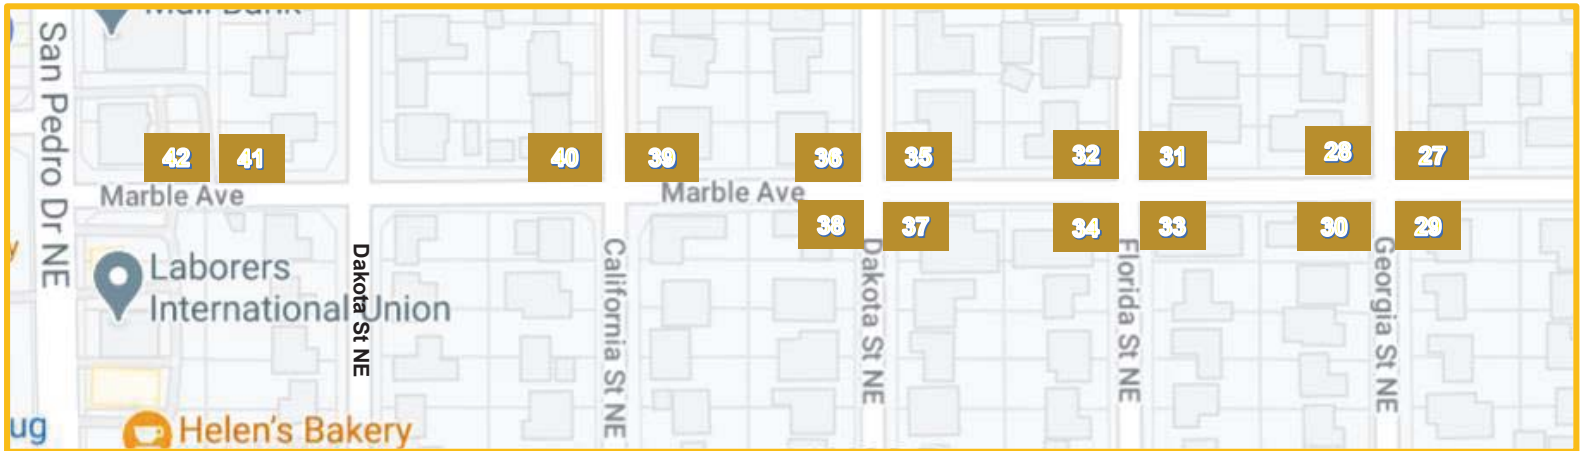 San Pedro Dr NE
42 41 40 39 36 35 32 31 28 27
Marble Ave
Marble Ave
38 37 34 33 30 29
Laborers
International Union
Dakota St NE
California St NE
Dakota St NE
Florida St NE
Georgia St NE
ug
Helen's Bakery